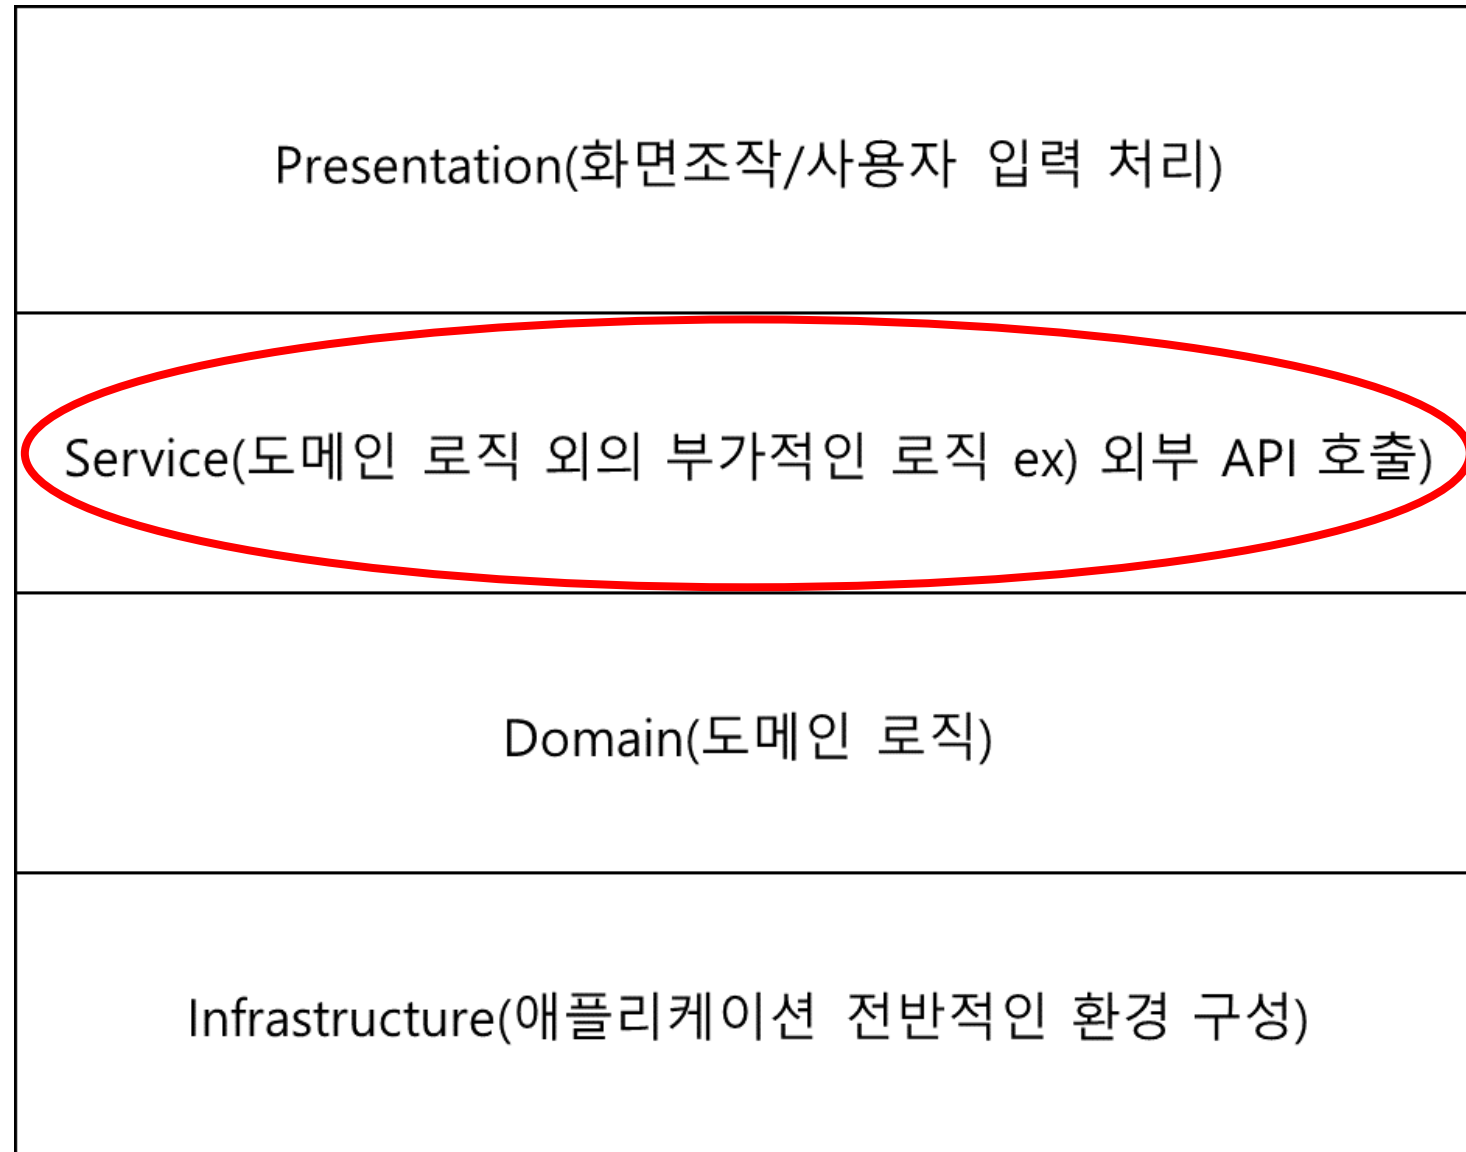 Presentation(화면조작/사용자 입력 처리)
Service(도메인 로직 외의 부가적인 로직 ex) 외부 API 호출)
Domain(도메인 로직)
Infrastructure(애플리케이션 전반적인 환경 구성)